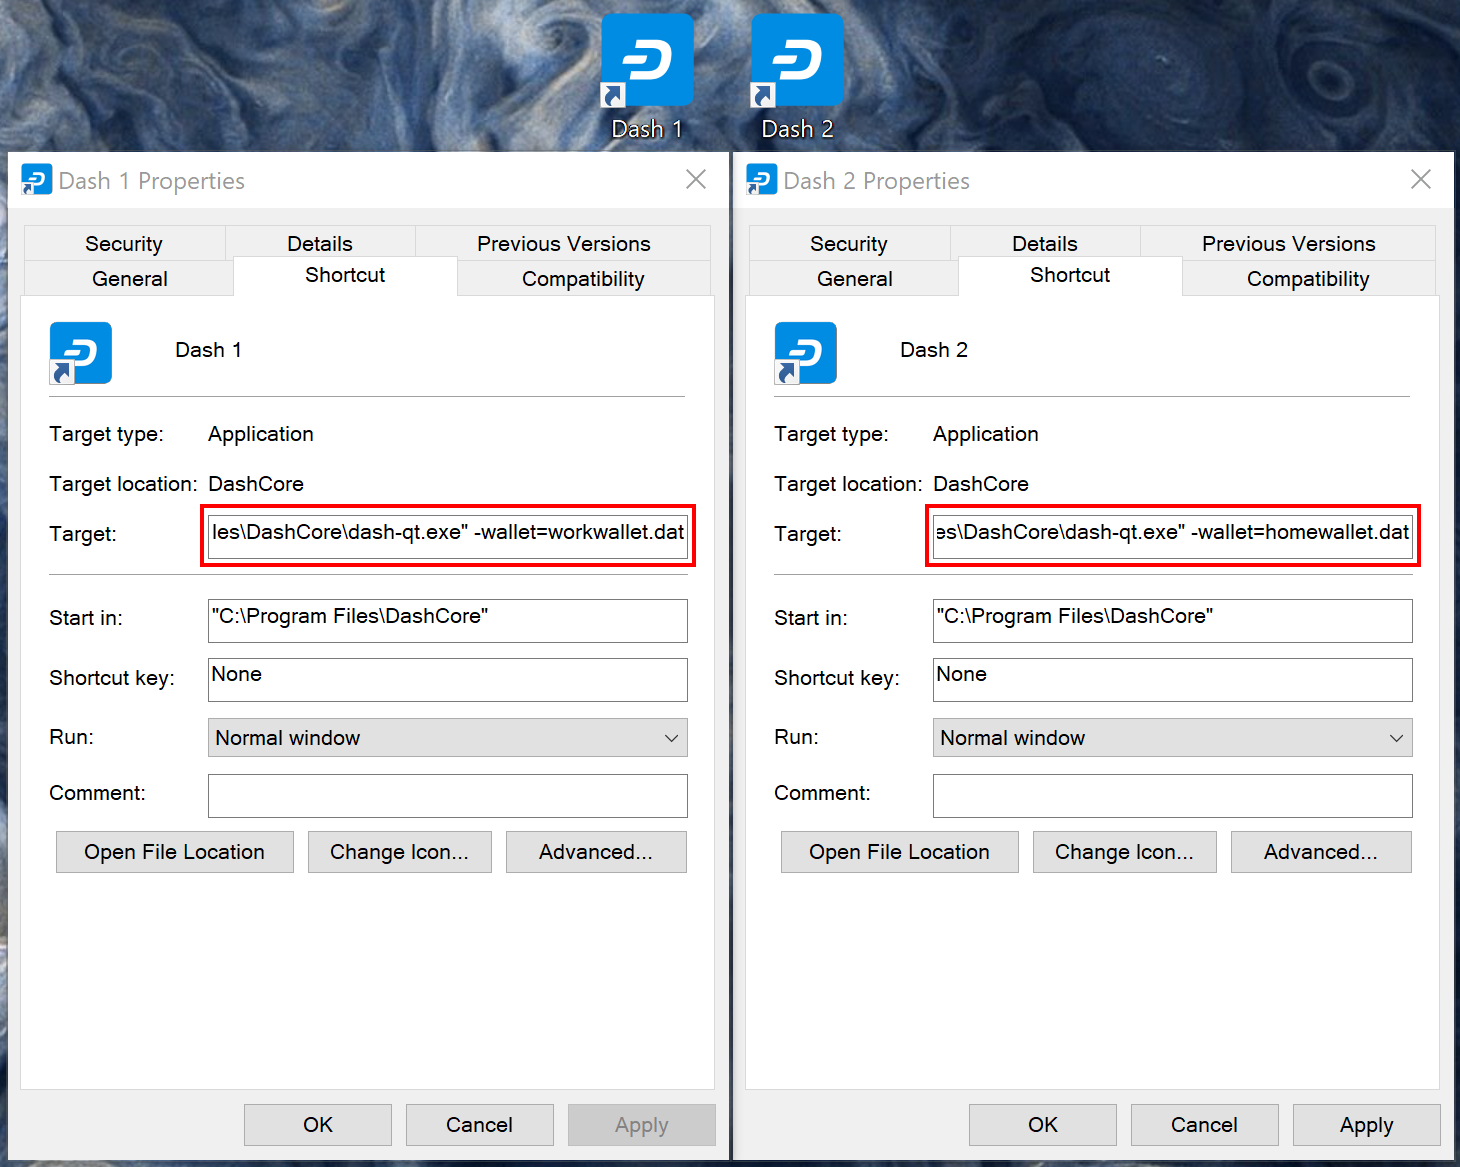 Dash 1
Dash 2
Dash 1 Properties
Security
Details
Previous Versions
General
Shortcut
Compatibility
Dash 1
Target type:
Application
Target location:
DashCore
Target:
les\DashCore\dash-qt.exe" -wallet=workwallet.dat
Start in:
"C:\Program Files\DashCore"
Shortcut key:
None
Run:
Normal window
Comment:
Open File Location
Change Icon...
Advanced...
OK
Cancel
Apply
Dash 2 Properties
Security
Details
Previous Versions
General
Shortcut
Compatibility
Dash 2
Target type:
Application
Target location:
DashCore
Target:
es\DashCore\dash-qt.exe" -wallet=homewallet.dat
Start in:
"C:\Program Files\DashCore"
Shortcut key:
None
Run:
Normal window
Comment:
Open File Location
Change Icon...
Advanced...
OK
Cancel
Apply